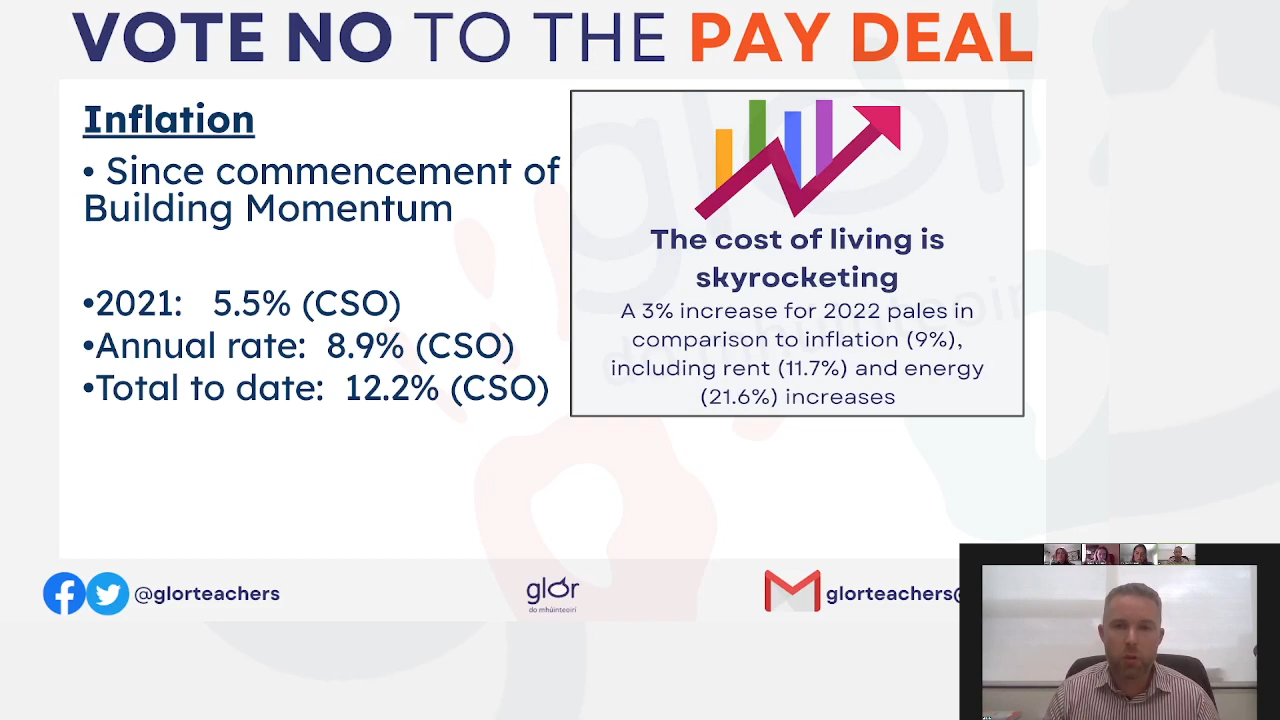 VOTE NO TO THE PAY DEAL
Inflation
• Since commencement of
Building Momentum
•2021: 5.5% (CSO)
•Annual rate: 8.9% (CSO)
•Total to date: 12.2% (CSO)
The cost of living is
skyrocketing
A 3% increase for 2022 pales in
comparison to inflation (9%),
including rent (11.7%) and energy
(21.6%) increases
@glorteachers
glór
do mhúinteoirí
glorteachers@